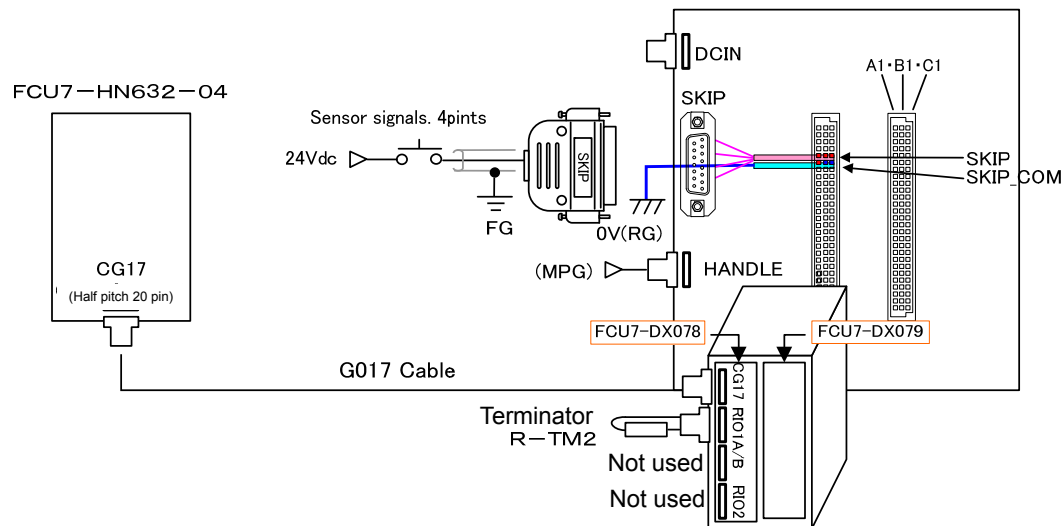 DCIN
A1・B1・C1
FCU7-HN632-04
SKIP
Sensor signals. 4pints
24Vdc
SKIP
SKIP
SKIP_COM
FG
0V(RG)
CG17
(Half pitch 20 pin)
(MPG)
HANDLE
FCU7-DX078
FCU7-DX079
G017 Cable
CG17
Terminator
R-TM2
RIO1A/B
Not used
Not used
RIO2